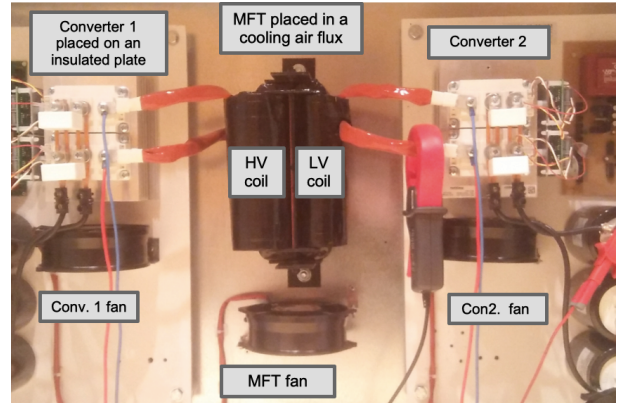 Converter 1
placed on an
insulated plate
MFT placed in a
cooling air flux
Converter 2
HV
coil
LV
coil
Conv. 1 fan
Con2. fan
MFT fan